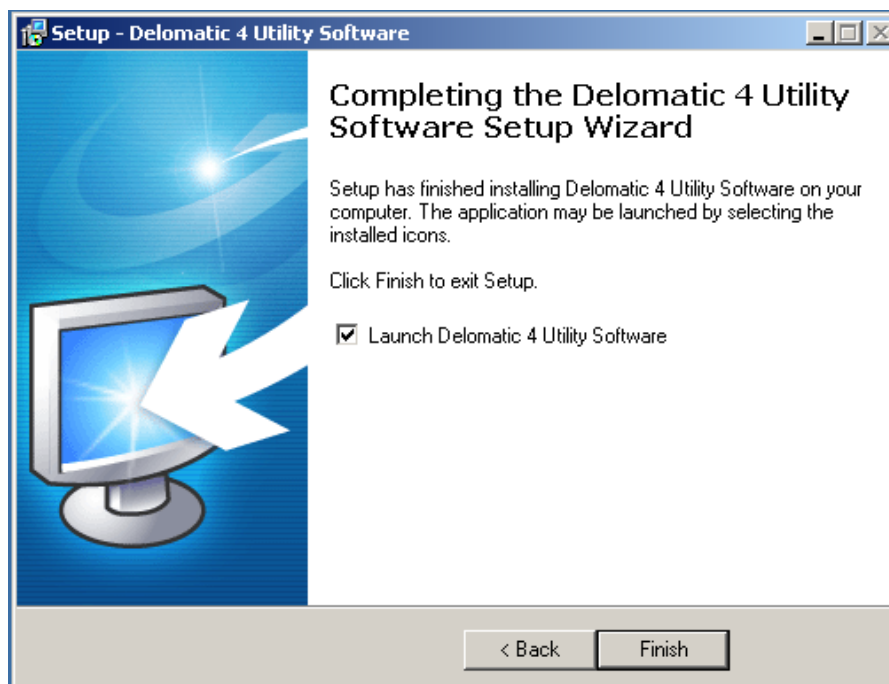 Setup - Delomatic 4 Utility Software
Completing the Delomatic 4 Utility
Software Setup Wizard
Setup has finished installing Delomatic 4 Utility Software on your
computer. The application may be launched by selecting the
installed icons.
Click Finish to exit Setup.
Launch Delomatic 4 Utility Software
< Back
Finish